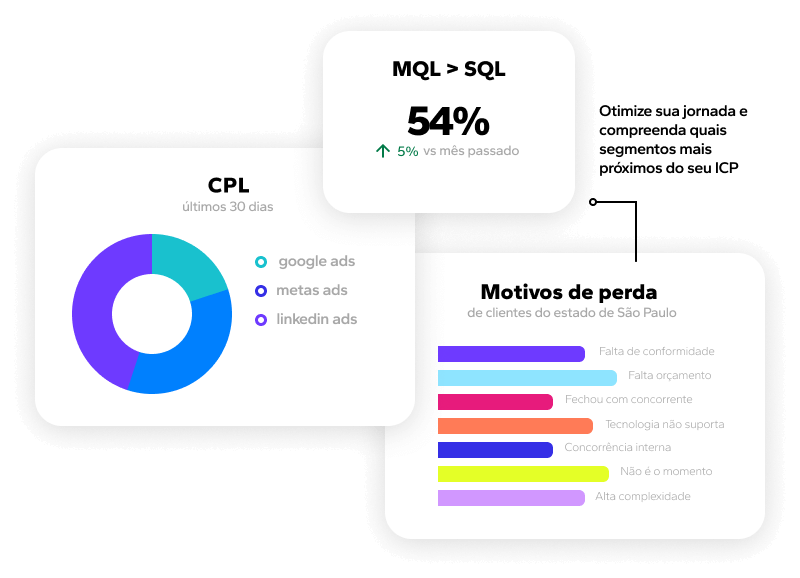 MQL > SQL
54%
5% vs mês passado
Otimize sua jornada e
compreenda quais
segmentos mais
próximos do seu ICP
CPL
últimos 30 dias
google ads
metas ads
linkedin ads
Motivos de perda
de clientes do estado de São Paulo
Falta de conformidade
Falta orçamento
Fechou com concorrente
Tecnologia não suporta
Concorrência interna
Não é o momento
Alta complexidade